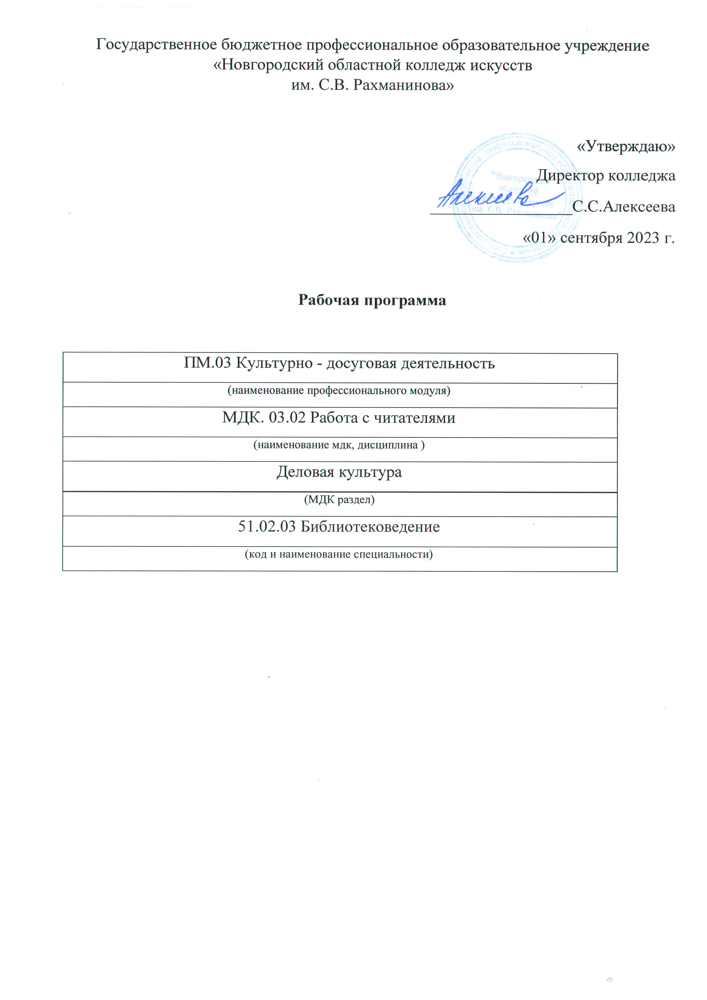 Государственное бюджетное профессиональное образовательное учреждение
«Новгородский областной колледж искусств
им. С.В. Рахманинова»
«Утверждаю»
Директор колледжа
Алексеева
С.С.Алексеева
«01» сентября 2023 г.
Рабочая программа
ПМ.03 Культурно - досуговая деятельность
(наименование профессионального модуля)
МДК. 03.02 Работа с читателями
(наименование мдк, дисциплина )
Деловая культура
(МДК раздел)
51.02.03 Библиотековедение
(код и наименование специальности)